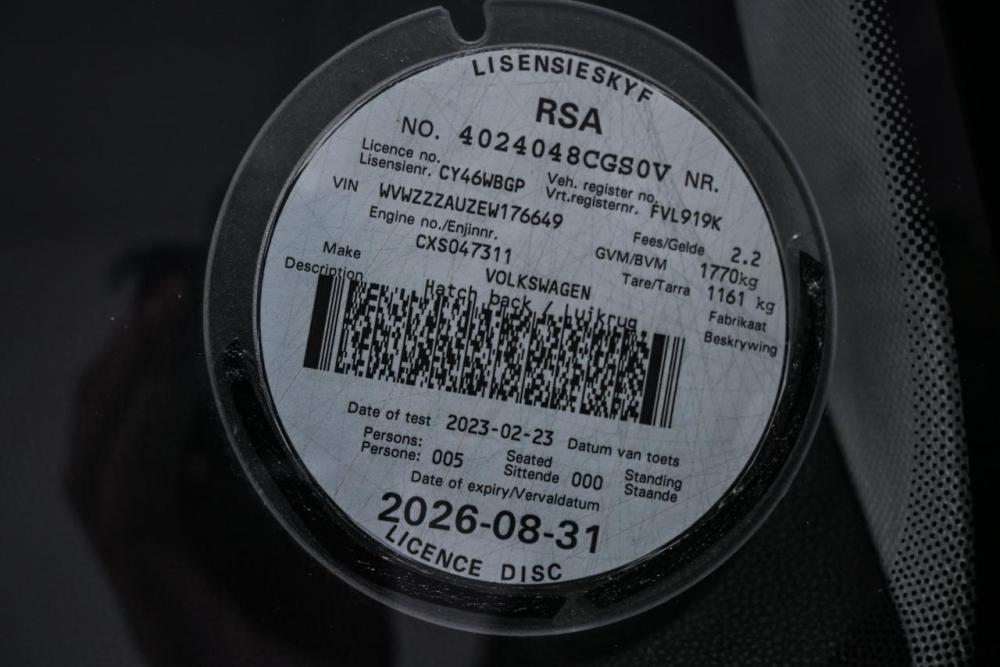 LISENSIESKYF
RSA
NO. 4024048CGS0V NR.
Licence no. Lisensienr. CY46WBGP Veh. register no. Vrt.registernr. FVL919K
VIN WVWZZZAUZEW176649
Engine no./Enjinnr. CXS047311
Fees/Gelde 2.2
GVM/BVM 1770kg
Tare/Tarra 1161 kg
Make VOLKSWAGEN Fabrikaat
Description Hatch back / Luikrug Beskrywing
Date of test 2023-02-23 Datum van toets
Persons: Persone: 005 Seated Sittende 000 Standing Staande
Date of expiry/Vervaldatum
2026-08-31
LICENCE DISC